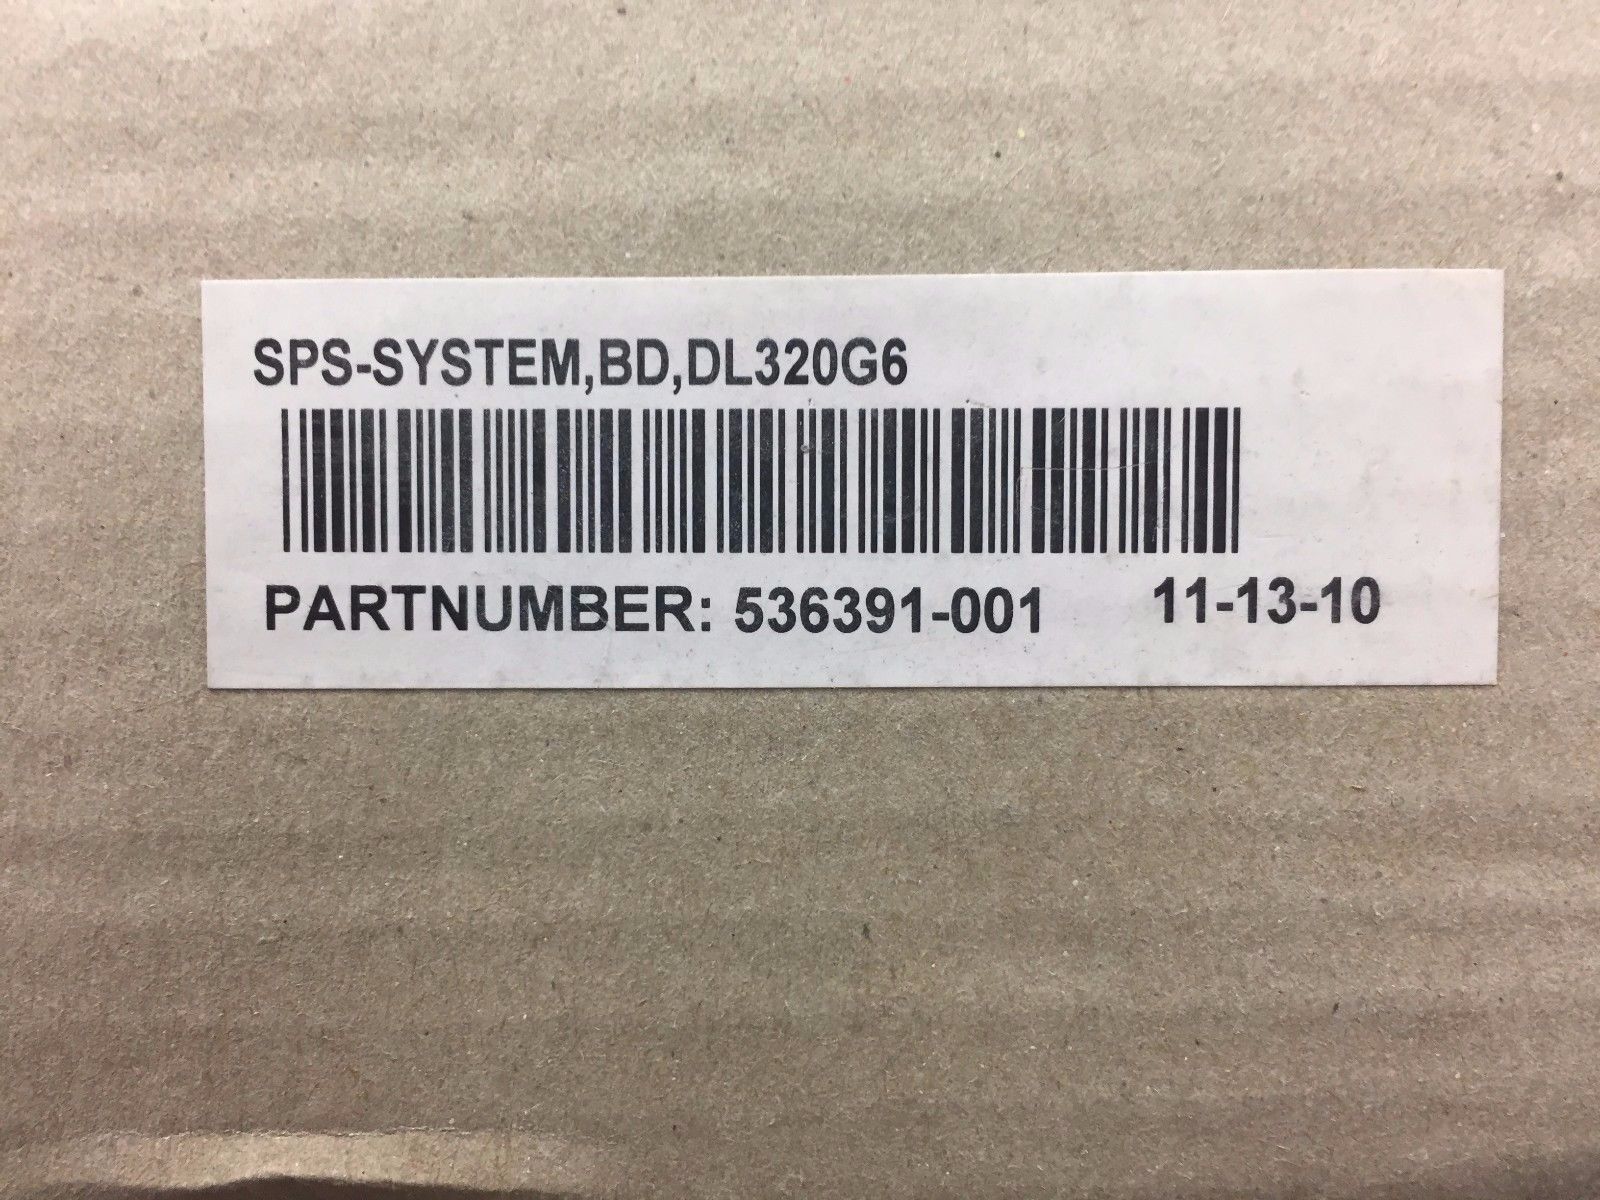 SPS-SYSTEM,BD,DL320G6
PARTNUMBER: 536391-001 11-13-10